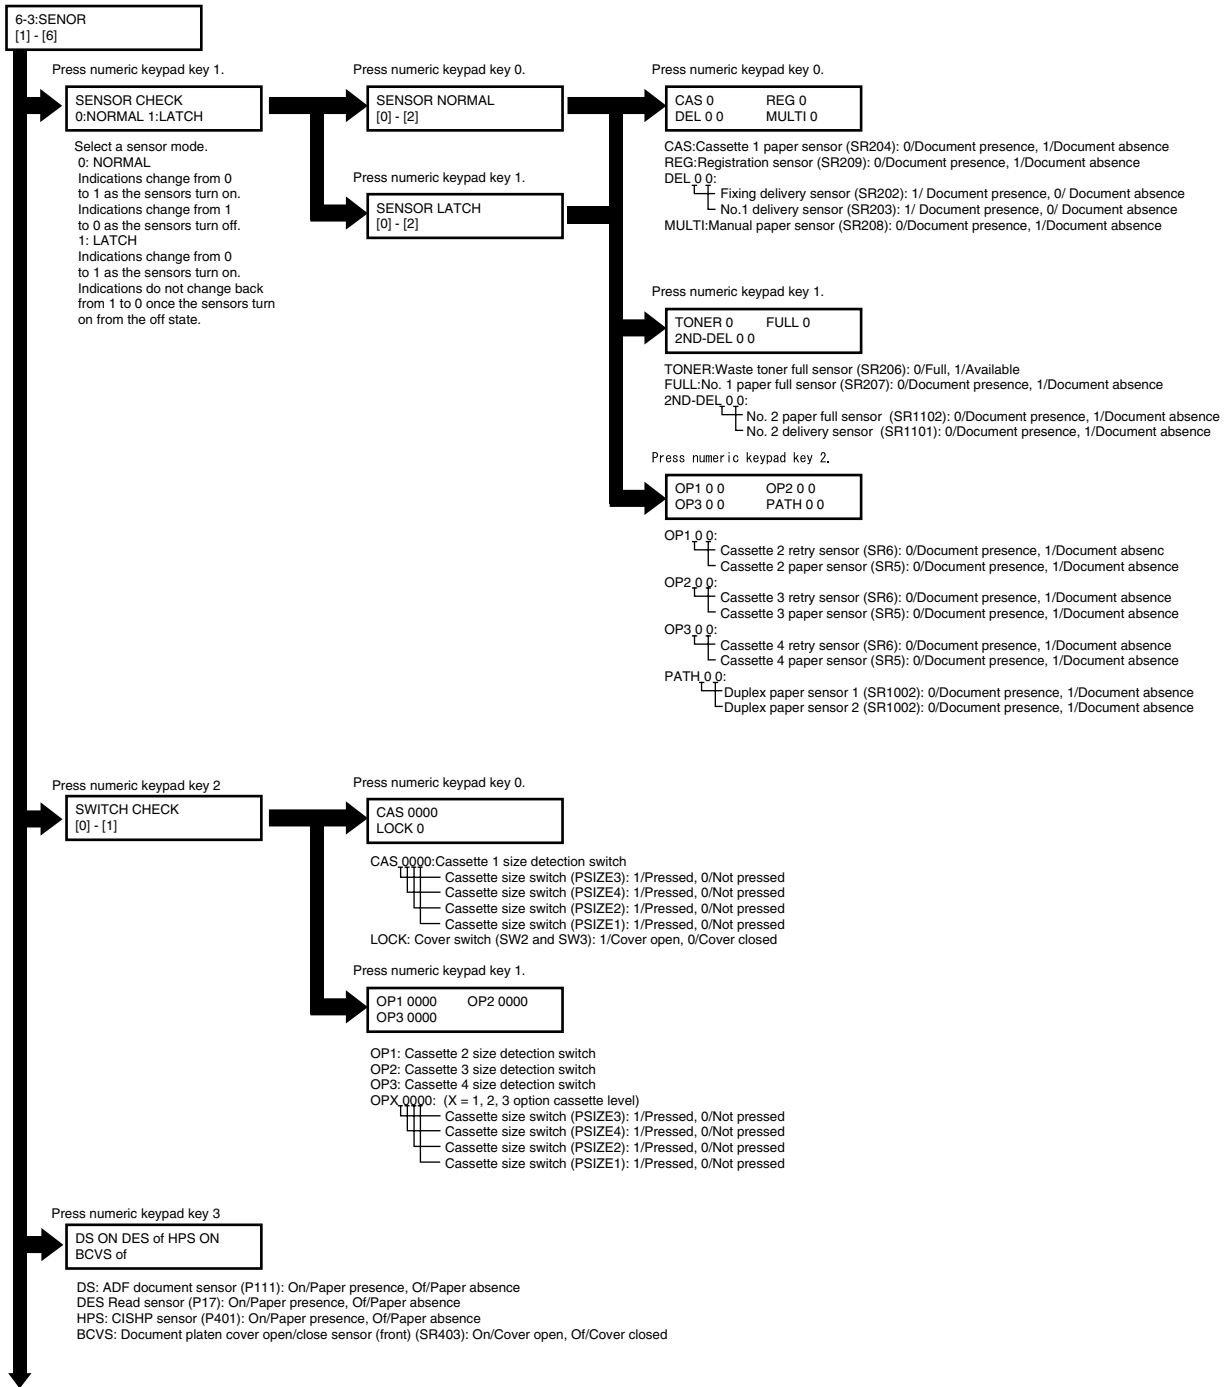 6-3:SENOR
[1] - [6]
Press numeric keypad key 1.
SENSOR CHECK
0:NORMAL 1:LATCH
Select a sensor mode.
0: NORMAL
Indications change from 0
to 1 as the sensors turn on.
Indications change from 1
to 0 as the sensors turn off.
1: LATCH
Indications change from 0
to 1 as the sensors turn on.
Indications do not change back
from 1 to 0 once the sensors turn
on from the off state.
Press numeric keypad key 0.
SENSOR NORMAL
[0] - [2]
Press numeric keypad key 1.
SENSOR LATCH
[0] - [2]
Press numeric keypad key 0.
CAS 0 REG 0
DEL 0 0 MULTI 0
CAS:Cassette 1 paper sensor (SR204): 0/Document presence, 1/Document absence
REG:Registration sensor (SR209): 0/Document presence, 1/Document absence
DEL 0 0:
Fixing delivery sensor (SR202): 1/ Document presence, 0/ Document absence
No.1 delivery sensor (SR203): 1/ Document presence, 0/ Document absence
MULTI:Manual paper sensor (SR208): 0/Document presence, 1/Document absence
Press numeric keypad key 1.
TONER 0 FULL 0
2ND-DEL 0 0
TONER:Waste toner full sensor (SR206): 0/Full, 1/Available
FULL:No. 1 paper full sensor (SR207): 0/Document presence, 1/Document absence
2ND-DEL 0 0:
No. 2 paper full sensor (SR1102): 0/Document presence, 1/Document absence
No. 2 delivery sensor (SR1101): 0/Document presence, 1/Document absence
Press numeric keypad key 2.
OP1 0 0 OP2 0 0
OP3 0 0 PATH 0 0
OP1 0 0:
Cassette 2 retry sensor (SR6): 0/Document presence, 1/Document absenc
Cassette 2 paper sensor (SR5): 0/Document presence, 1/Document absence
OP2 0 0:
Cassette 3 retry sensor (SR6): 0/Document presence, 1/Document absence
Cassette 3 paper sensor (SR5): 0/Document presence, 1/Document absence
OP3 0 0:
Cassette 4 retry sensor (SR6): 0/Document presence, 1/Document absence
Cassette 4 paper sensor (SR5): 0/Document presence, 1/Document absence
PATH 0 0:
Duplex paper sensor 1 (SR1002): 0/Document presence, 1/Document absence
Duplex paper sensor 2 (SR1002): 0/Document presence, 1/Document absence
Press numeric keypad key 2
SWITCH CHECK
[0] - [1]
Press numeric keypad key 0.
CAS 0000
LOCK 0
CAS 0000:Cassette 1 size detection switch
Cassette size switch (PSIZE3): 1/Pressed, 0/Not pressed
Cassette size switch (PSIZE4): 1/Pressed, 0/Not pressed
Cassette size switch (PSIZE2): 1/Pressed, 0/Not pressed
Cassette size switch (PSIZE1): 1/Pressed, 0/Not pressed
LOCK: Cover switch (SW2 and SW3): 1/Cover open, 0/Cover closed
Press numeric keypad key 1.
OP1 0000 OP2 0000
OP3 0000
OP1: Cassette 2 size detection switch
OP2: Cassette 3 size detection switch
OP3: Cassette 4 size detection switch
OPX 0000: (X = 1, 2, 3 option cassette level)
Cassette size switch (PSIZE3): 1/Pressed, 0/Not pressed
Cassette size switch (PSIZE4): 1/Pressed, 0/Not pressed
Cassette size switch (PSIZE2): 1/Pressed, 0/Not pressed
Cassette size switch (PSIZE1): 1/Pressed, 0/Not pressed
Press numeric keypad key 3
DS ON DES of HPS ON
BCVS of
DS: ADF document sensor (P111): On/Paper presence, Of/Paper absence
DES Read sensor (P17): On/Paper presence, Of/Paper absence
HPS: CISHP sensor (P401): On/Paper presence, Of/Paper absence
BCVS: Document platen cover open/close sensor (front) (SR403): On/Cover open, Of/Cover closed